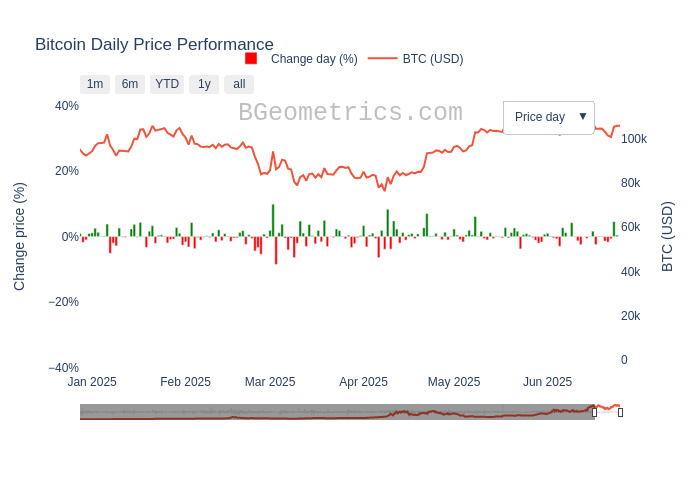 Bitcoin Daily Price Performance
Change day (%)
BTC (USD)
1m
6m
YTD
1y
all
BGeometrics.com
Price day ▼
Change price (%)
40%
20%
0%
−20%
−40%
100k
80k
60k
40k
20k
0
BTC (USD)
Jan 2025
Feb 2025
Mar 2025
Apr 2025
May 2025
Jun 2025